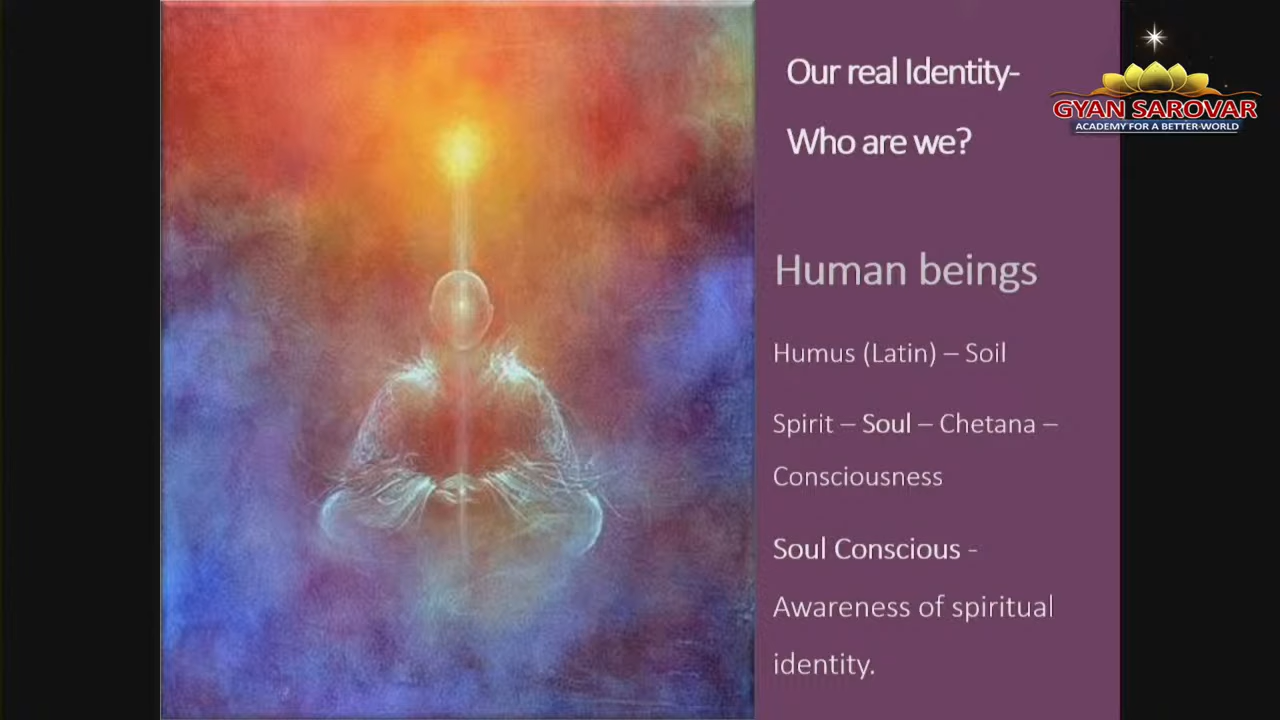 Our real Identity-
Who are we?
GYAN SAROVAR
ACADEMY FOR A BETTER WORLD
Human beings
Humus (Latin) – Soil
Spirit – Soul – Chetana –
Consciousness
Soul Conscious -
Awareness of spiritual
identity.